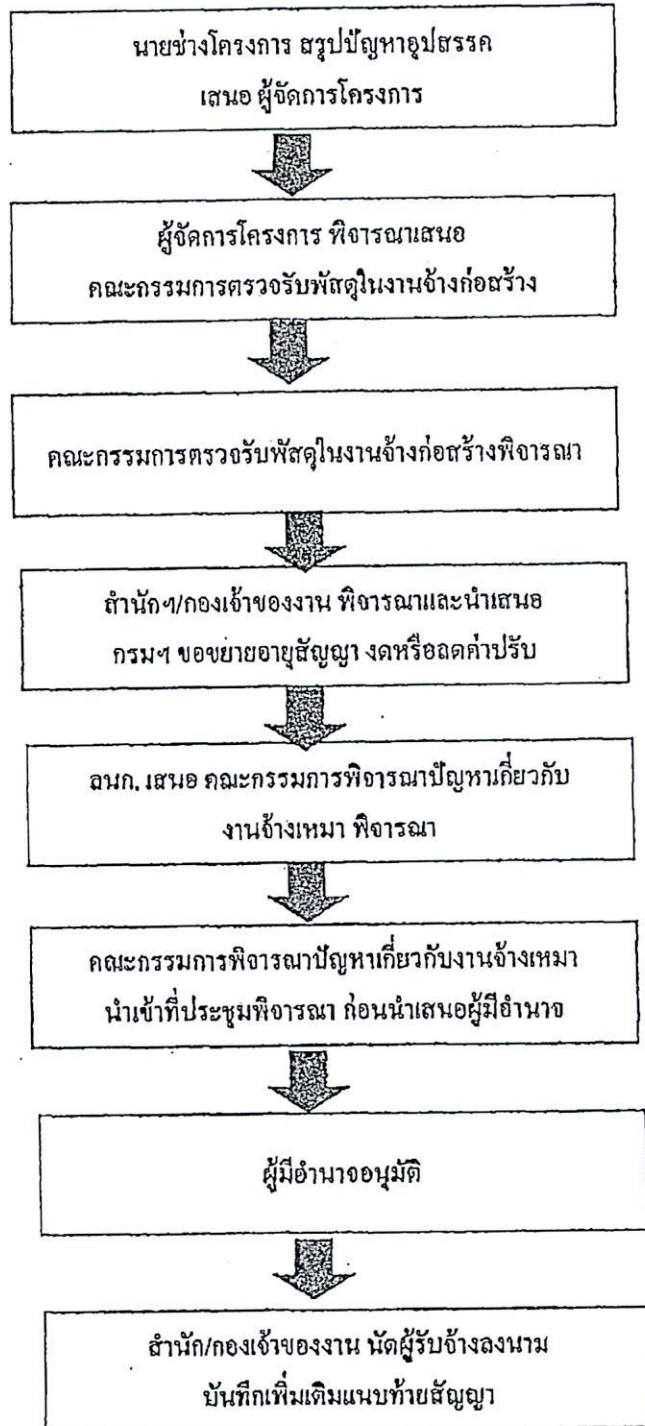 นายช่างโครงการ สรุปปัญหาอุปสรรค
เสนอ ผู้จัดการโครงการ
ผู้จัดการโครงการ พิจารณาเสนอ
คณะกรรมการตรวจรับพัสดุในงานจ้างก่อสร้าง
คณะกรรมการตรวจรับพัสดุในงานจ้างก่อสร้างพิจารณา
สำนักฯ/กองเจ้าของงาน พิจารณาและนำเสนอ
กรมฯ ขอขยายอายุสัญญา งดหรือลดค่าปรับ
ลนก. เสนอ คณะกรรมการพิจารณาปัญหาเกี่ยวกับ
งานจ้างเหมา พิจารณา
คณะกรรมการพิจารณาปัญหาเกี่ยวกับงานจ้างเหมา
นำเข้าที่ประชุมพิจารณา ก่อนนำเสนอผู้มีอำนาจ
ผู้มีอำนาจอนุมัติ
สำนัก/กองเจ้าของงาน นัดผู้รับจ้างลงนาม
บันทึกเพิ่มเติมแนบท้ายสัญญา